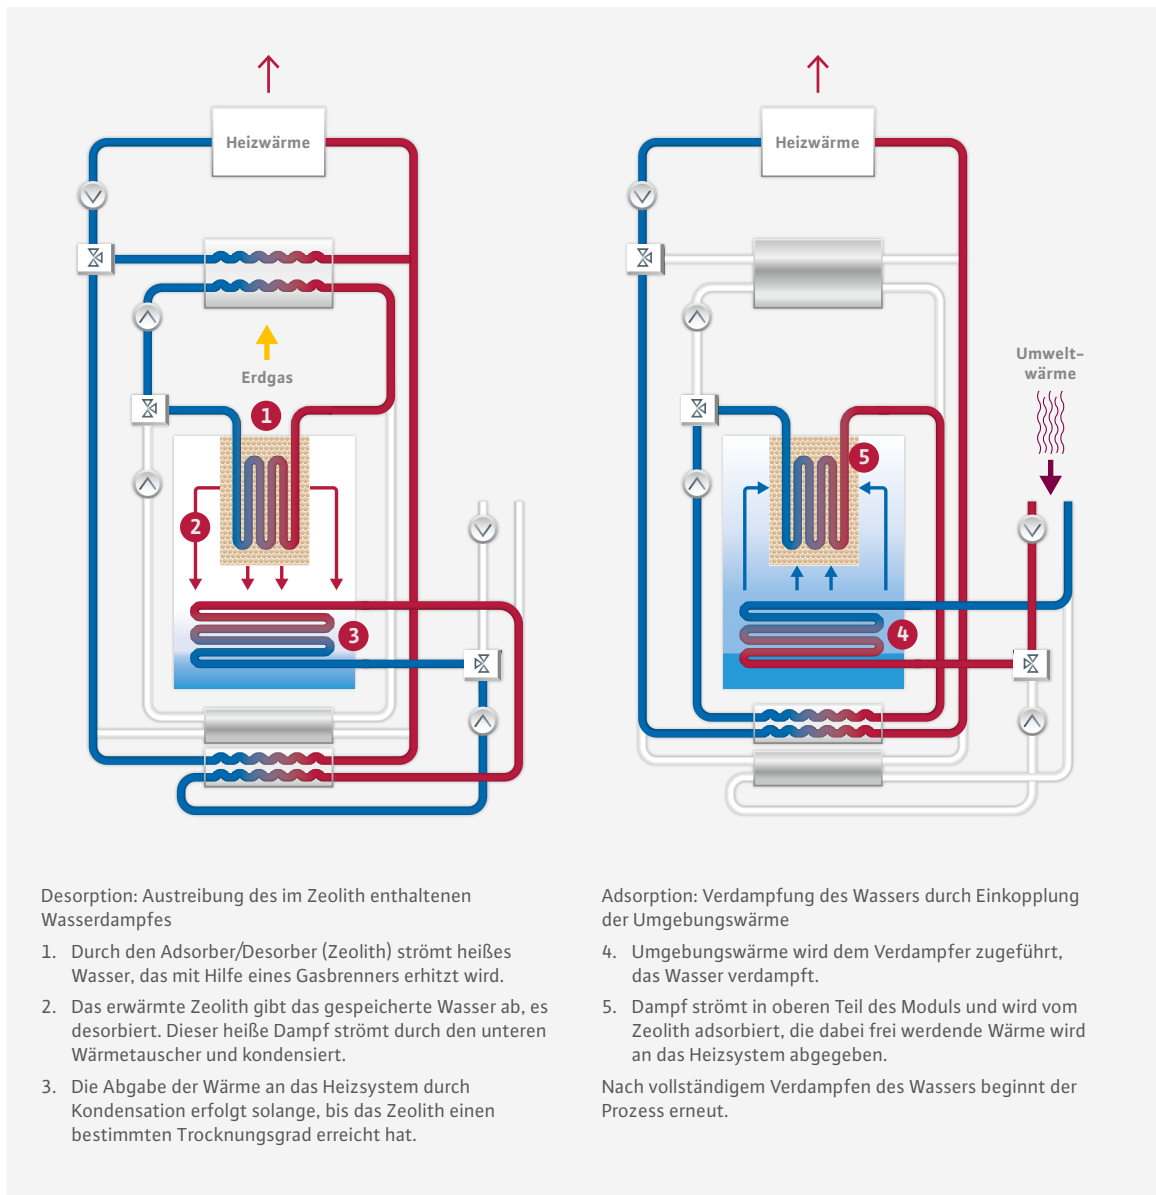 Heizwärme
Erdgas
1
2
3
Heizwärme
Umwelt-
wärme
5
4
Desorption: Austreibung des im Zeolith enthaltenen
Wasserdampfes
1. Durch den Adsorber/Desorber (Zeolith) strömt heißes
Wasser, das mit Hilfe eines Gasbrenners erhitzt wird.
2. Das erwärmte Zeolith gibt das gespeicherte Wasser ab, es
desorbiert. Dieser heiße Dampf strömt durch den unteren
Wärmetauscher und kondensiert.
3. Die Abgabe der Wärme an das Heizsystem durch
Kondensation erfolgt solange, bis das Zeolith einen
bestimmten Trocknungsgrad erreicht hat.
Adsorption: Verdampfung des Wassers durch Einkopplung
der Umgebungswärme
4. Umgebungswärme wird dem Verdampfer zugeführt,
das Wasser verdampft.
5. Dampf strömt in oberen Teil des Moduls und wird vom
Zeolith adsorbiert, die dabei frei werdende Wärme wird
an das Heizsystem abgegeben.
Nach vollständigem Verdampfen des Wassers beginnt der
Prozess erneut.